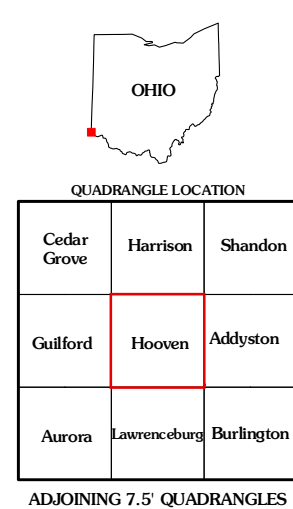 OHIO
QUADRANGLE LOCATION
Cedar
Grove
Harrison
Shandon
Guilford
Hooven
Addyston
Aurora
Lawrenceburg
Burlington
ADJOINING 7.5' QUADRANGLES